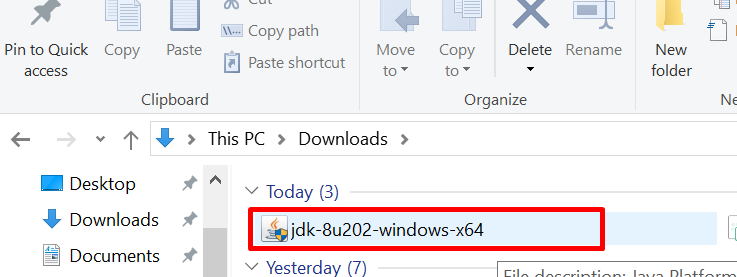 Pin to Quick access
Copy
Paste
Copy path
Paste shortcut
Move to
Copy to
Delete
Rename
New folder
Clipboard
Organize
This PC
Downloads
Desktop
Downloads
Documents
Today (3)
jdk-8u202-windows-x64
Yesterday (7)
File description: Java Platform